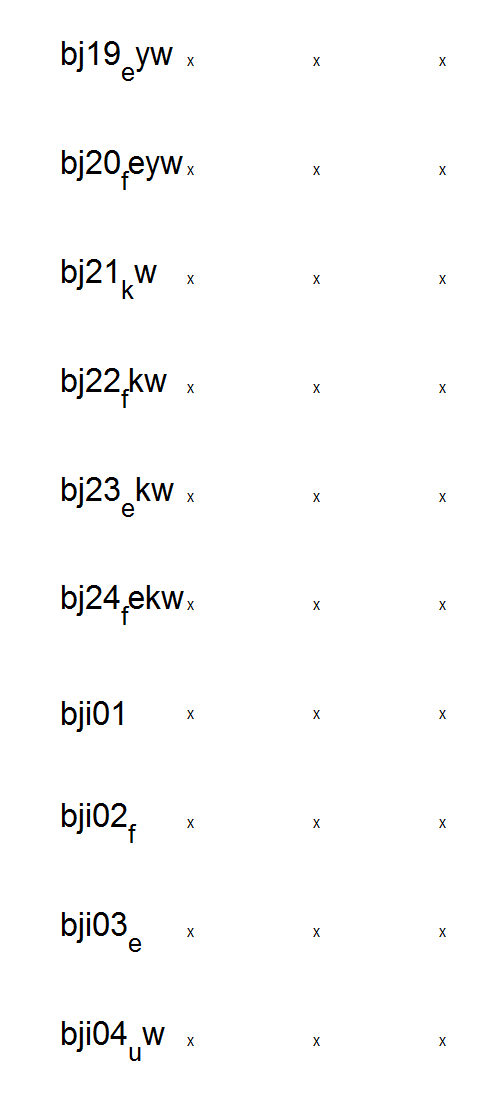 bj19eyw x x x
bj20feyw x x x
bj21kw x x x
bj22fkw x x x
bj23ekw x x x
bj24fekw x x x
bji01 x x x
bji02f x x x
bji03e x x x
bji04uw x x x